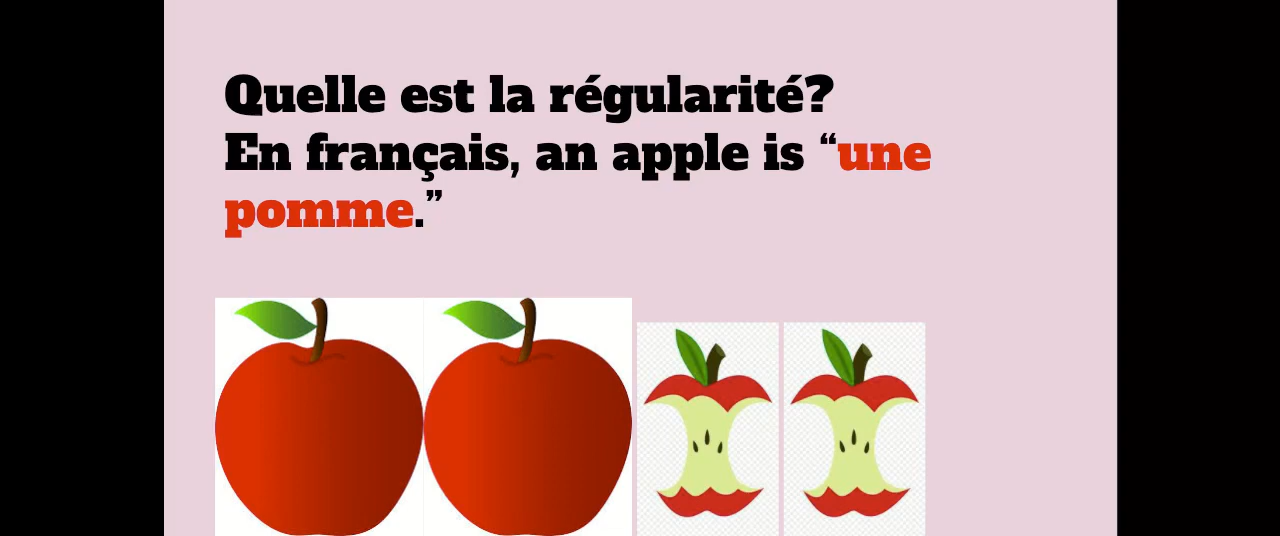 Quelle est la régularité?
En français, an apple is “une
pomme.”